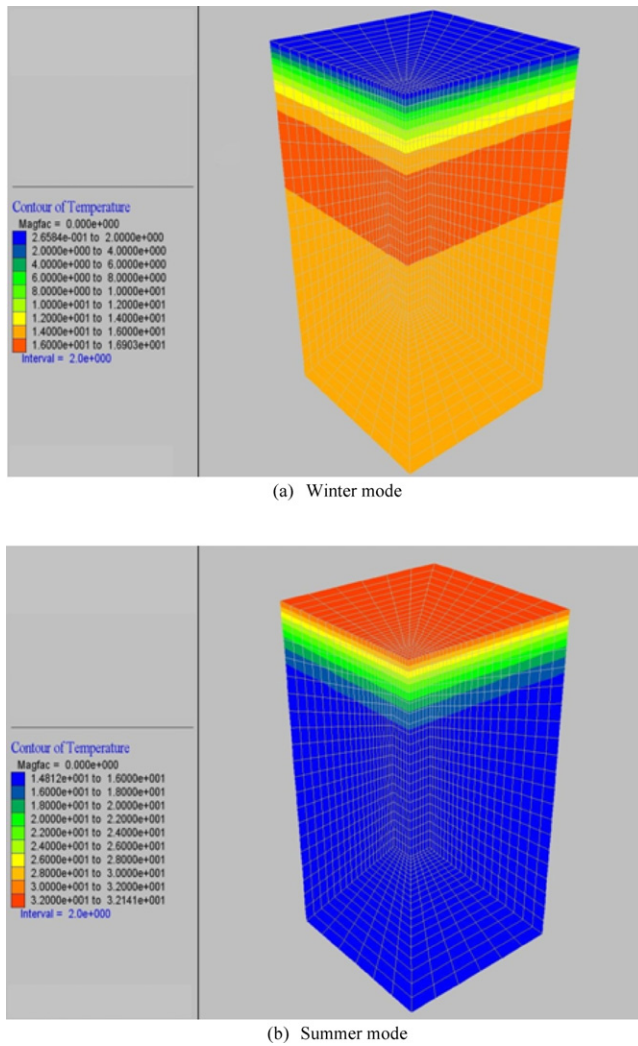 Contour of Temperature
Magfac = 0.000e+000
2.6584e-001 to 2.0000e+000
2.0000e+000 to 4.0000e+000
4.0000e+000 to 6.0000e+000
6.0000e+000 to 8.0000e+000
8.0000e+000 to 1.0000e+001
1.0000e+001 to 1.2000e+001
1.2000e+001 to 1.4000e+001
1.4000e+001 to 1.6000e+001
1.6000e+001 to 1.6903e+001
Interval = 2.0e+000
(a) Winter mode
Contour of Temperature
Magfac = 0.000e+000
1.4812e+001 to 1.6000e+001
1.6000e+001 to 1.8000e+001
1.8000e+001 to 2.0000e+001
2.0000e+001 to 2.2000e+001
2.2000e+001 to 2.4000e+001
2.4000e+001 to 2.6000e+001
2.6000e+001 to 2.8000e+001
2.8000e+001 to 3.0000e+001
3.0000e+001 to 3.2000e+001
3.2000e+001 to 3.2141e+001
Interval = 2.0e+000
(b) Summer mode